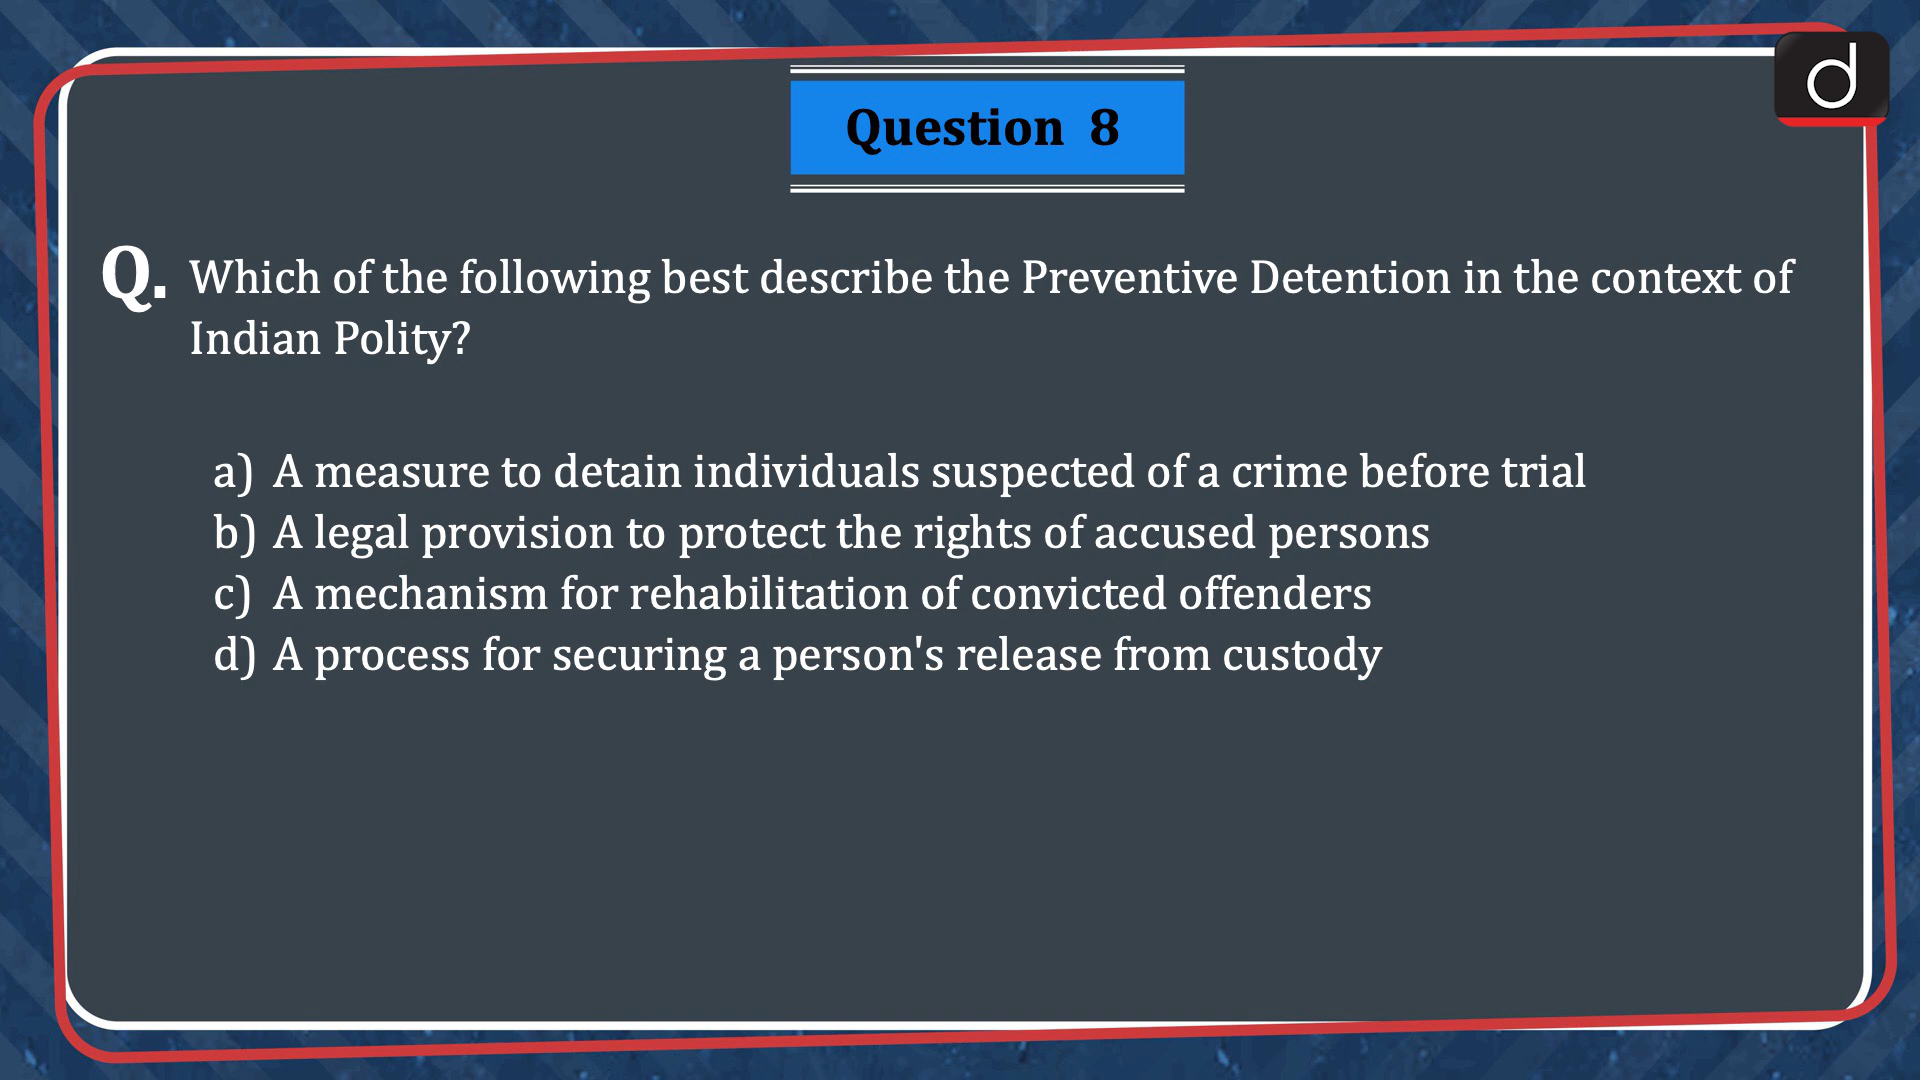 Question 8
d
Q. Which of the following best describe the Preventive Detention in the context of
Indian Polity?
a) A measure to detain individuals suspected of a crime before trial
b) A legal provision to protect the rights of accused persons
c) A mechanism for rehabilitation of convicted offenders
d) A process for securing a person's release from custody